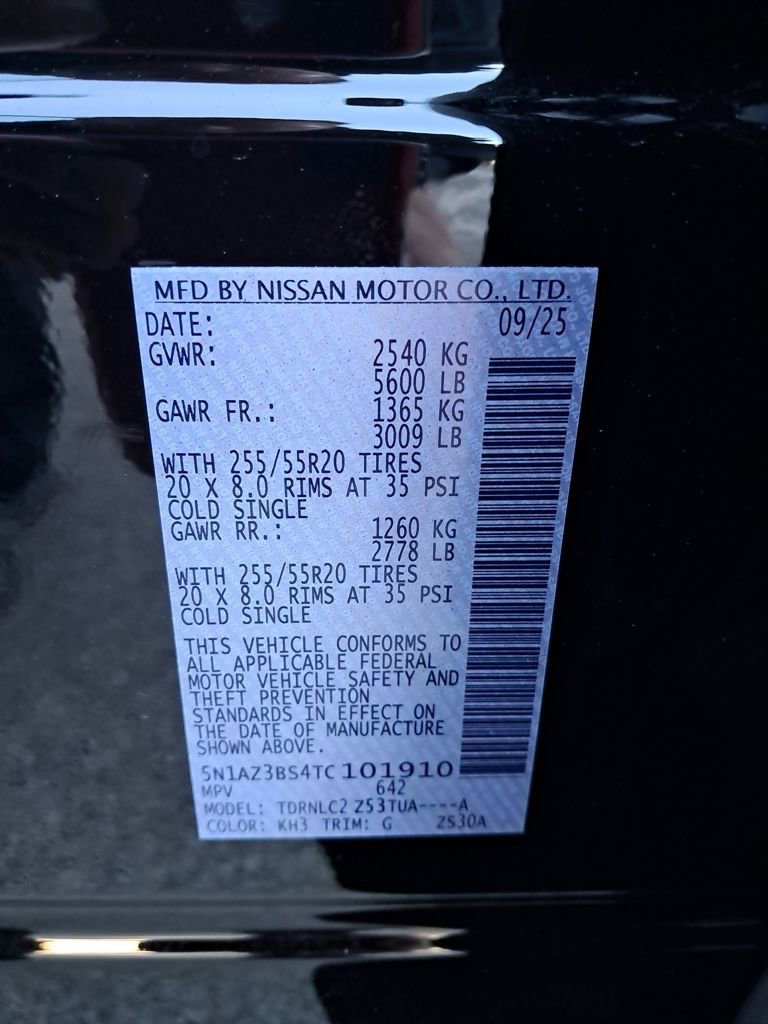 MFD BY NISSAN MOTOR CO., LTD.
DATE: 09/25
GVWR: 2540 KG
5600 LB
GAWR FR.: 1365 KG
3009 LB
WITH 255/55R20 TIRES
20 X 8.0 RIMS AT 35 PSI
COLD SINGLE
GAWR RR.: 1260 KG
2778 LB
WITH 255/55R20 TIRES
20 X 8.0 RIMS AT 35 PSI
COLD SINGLE
THIS VEHICLE CONFORMS TO
ALL APPLICABLE FEDERAL
MOTOR VEHICLE SAFETY AND
THEFT PREVENTION
STANDARDS IN EFFECT ON
THE DATE OF MANUFACTURE
SHOWN ABOVE.
5N1AZ3BS4TC101910
MPV 642
MODEL: TDRNLC2 Z53TUA----A
COLOR: KH3 TRIM: G ZS30A